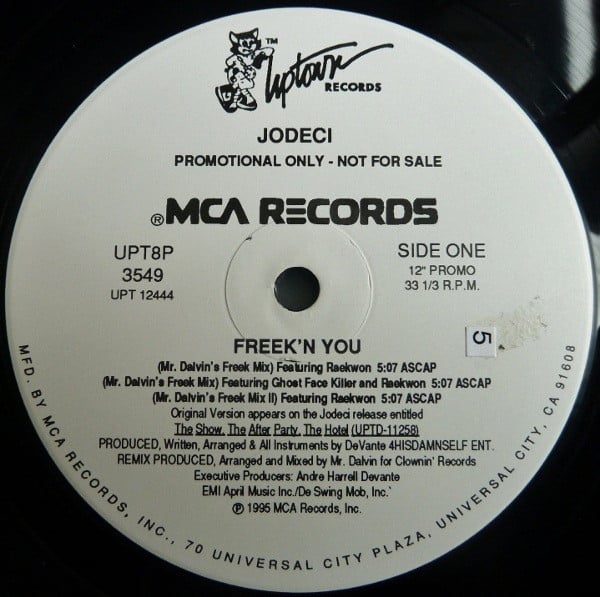 ™ Uptown
RECORDS
JODECI
PROMOTIONAL ONLY - NOT FOR SALE
®MCA RECORDS
UPT8P
3549
UPT 12444
SIDE ONE
12" PROMO
33 1/3 R.P.M.
5
FREEK'N YOU
(Mr. Dalvin's Freek Mix) Featuring Raekwon 5:07 ASCAP
(Mr. Dalvin's Freek Mix) Featuring Ghost Face Killer and Raekwon 5:07 ASCAP
(Mr. Dalvin's Freek Mix II) Featuring Raekwon 5:07 ASCAP
Original Version appears on the Jodeci release entitled
The Show, The After Party, The Hotel (UPTD-11258)
PRODUCED, Written, Arranged & All Instruments by DeVante 4HISDAMNSELF ENT.
REMIX PRODUCED, Arranged and Mixed by Mr. Dalvin for Clownin' Records
Executive Producers: Andre Harrell Devante
EMI April Music Inc./De Swing Mob, Inc.'
℗ 1995 MCA Records, Inc.
MFD. BY MCA RECORDS, INC., 70 UNIVERSAL CITY PLAZA, UNIVERSAL CITY, CA 91608